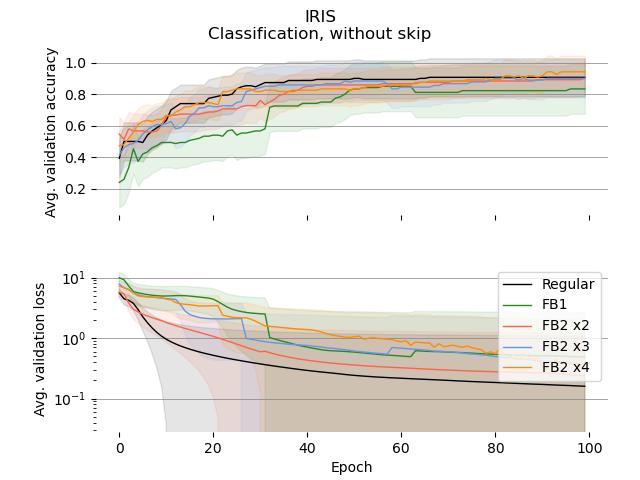 IRIS
Classification, without skip
Avg. validation accuracy
1.0
0.8
0.6
0.4
0.2
Avg. validation loss
10¹
10⁰
10⁻¹
Regular
FB1
FB2 x2
FB2 x3
FB2 x4
0
20
40
60
80
100
Epoch